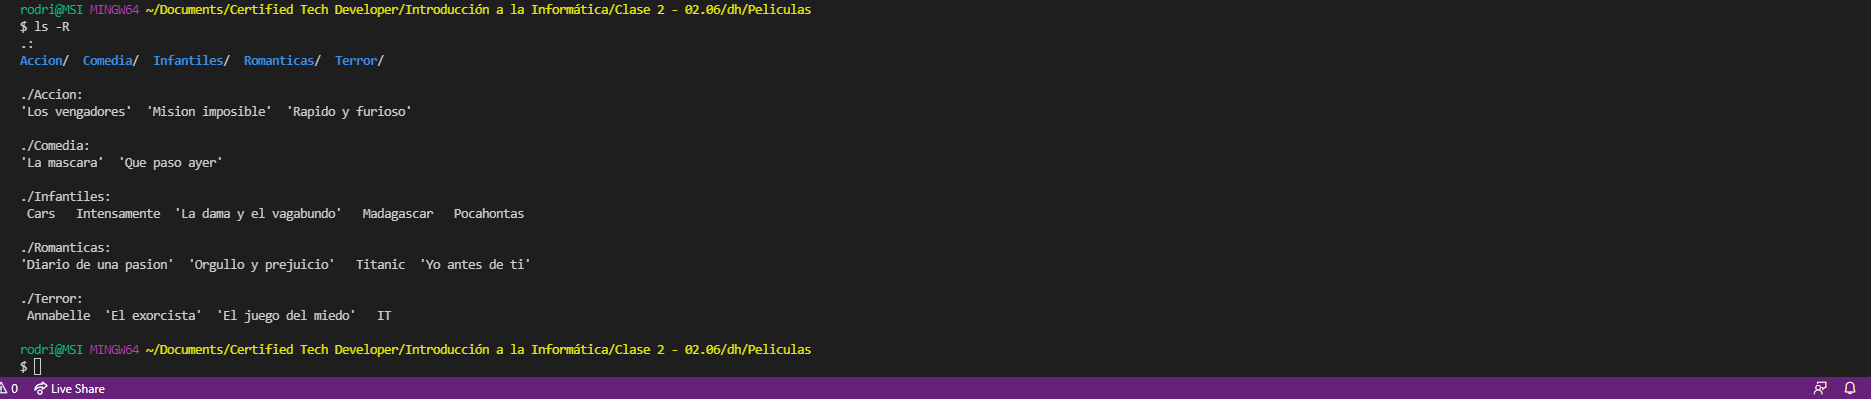 rodri@MSI MINGW64 ~/Documents/Certified Tech Developer/Introducción a la Informática/Clase 2 - 02.06/dh/Peliculas
$ ls -R
.:
Accion/  Comedia/  Infantiles/  Romanticas/  Terror/

./Accion:
'Los vengadores'  'Mision imposible'  'Rapido y furioso'

./Comedia:
'La mascara'  'Que paso ayer'

./Infantiles:
 Cars   Intensamente  'La dama y el vagabundo'   Madagascar   Pocahontas

./Romanticas:
'Diario de una pasion'  'Orgullo y prejuicio'   Titanic  'Yo antes de ti'

./Terror:
 Annabelle  'El exorcista'  'El juego del miedo'   IT

rodri@MSI MINGW64 ~/Documents/Certified Tech Developer/Introducción a la Informática/Clase 2 - 02.06/dh/Peliculas
$
0 Live Share